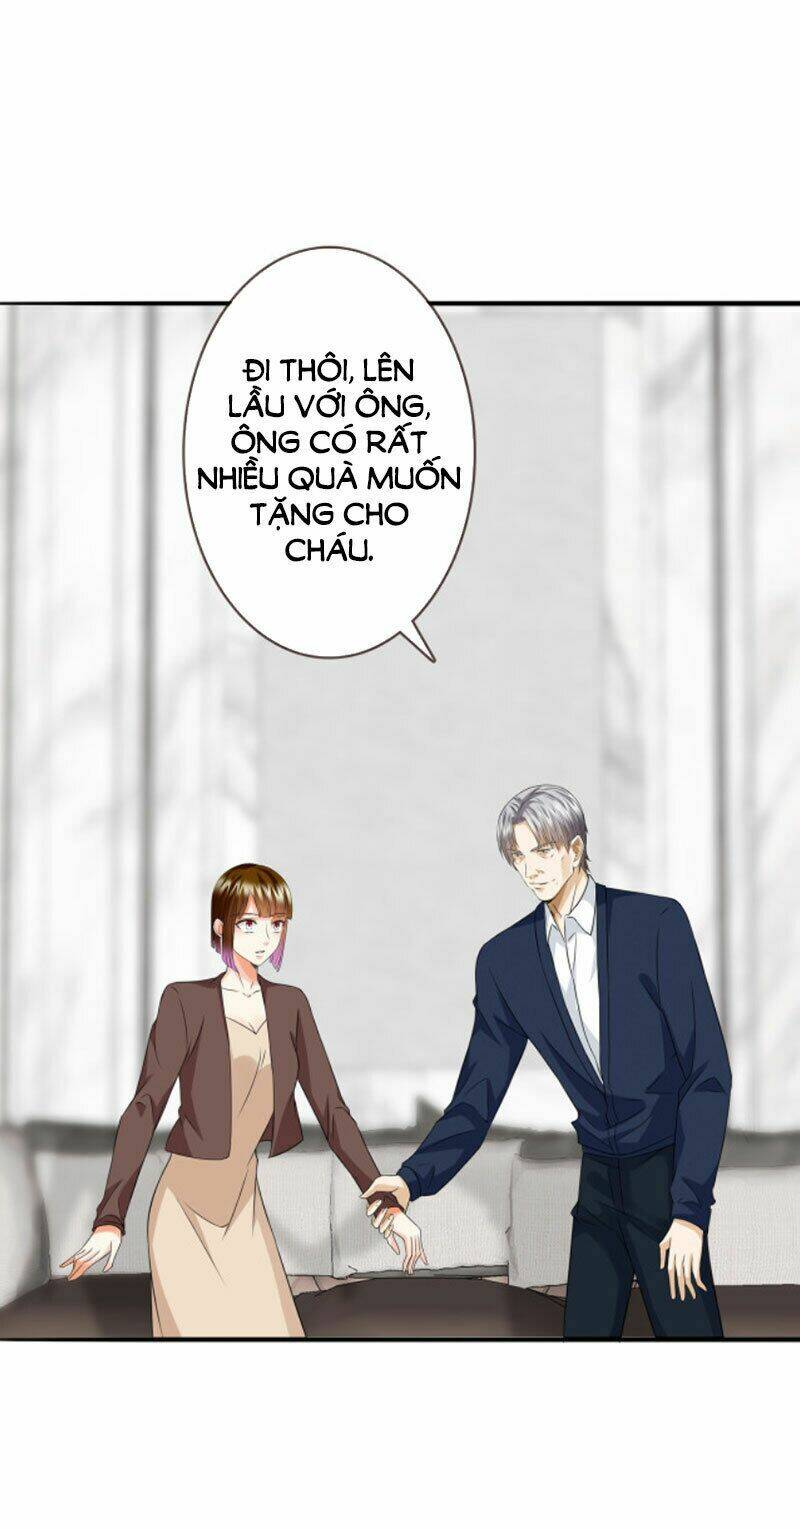 ĐI THÔI, LÊN
LẦU VỚI ÔNG,
ÔNG CÓ RẤT
NHIỀU QUÀ MUỐN
TẶNG CHO
CHÁU.